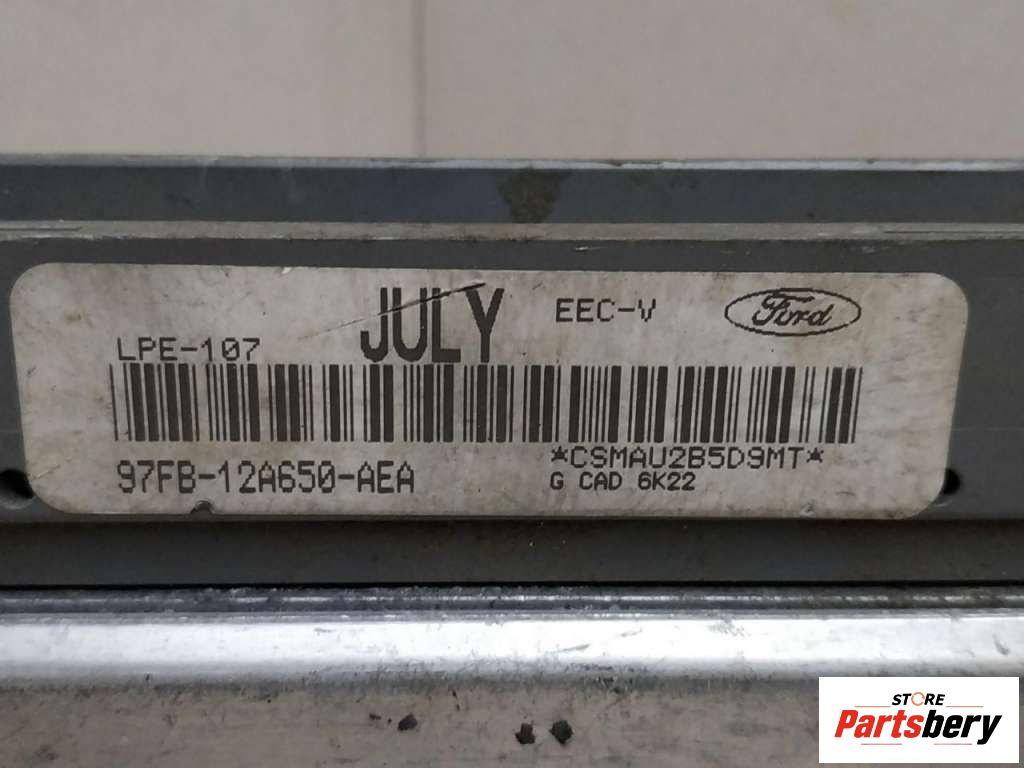 JULY EEC-V Ford
LPE-107
*CSMAU2B5D9MT*
97FB-12A650-AEA
G CAD 6K22
STORE
Partsbery